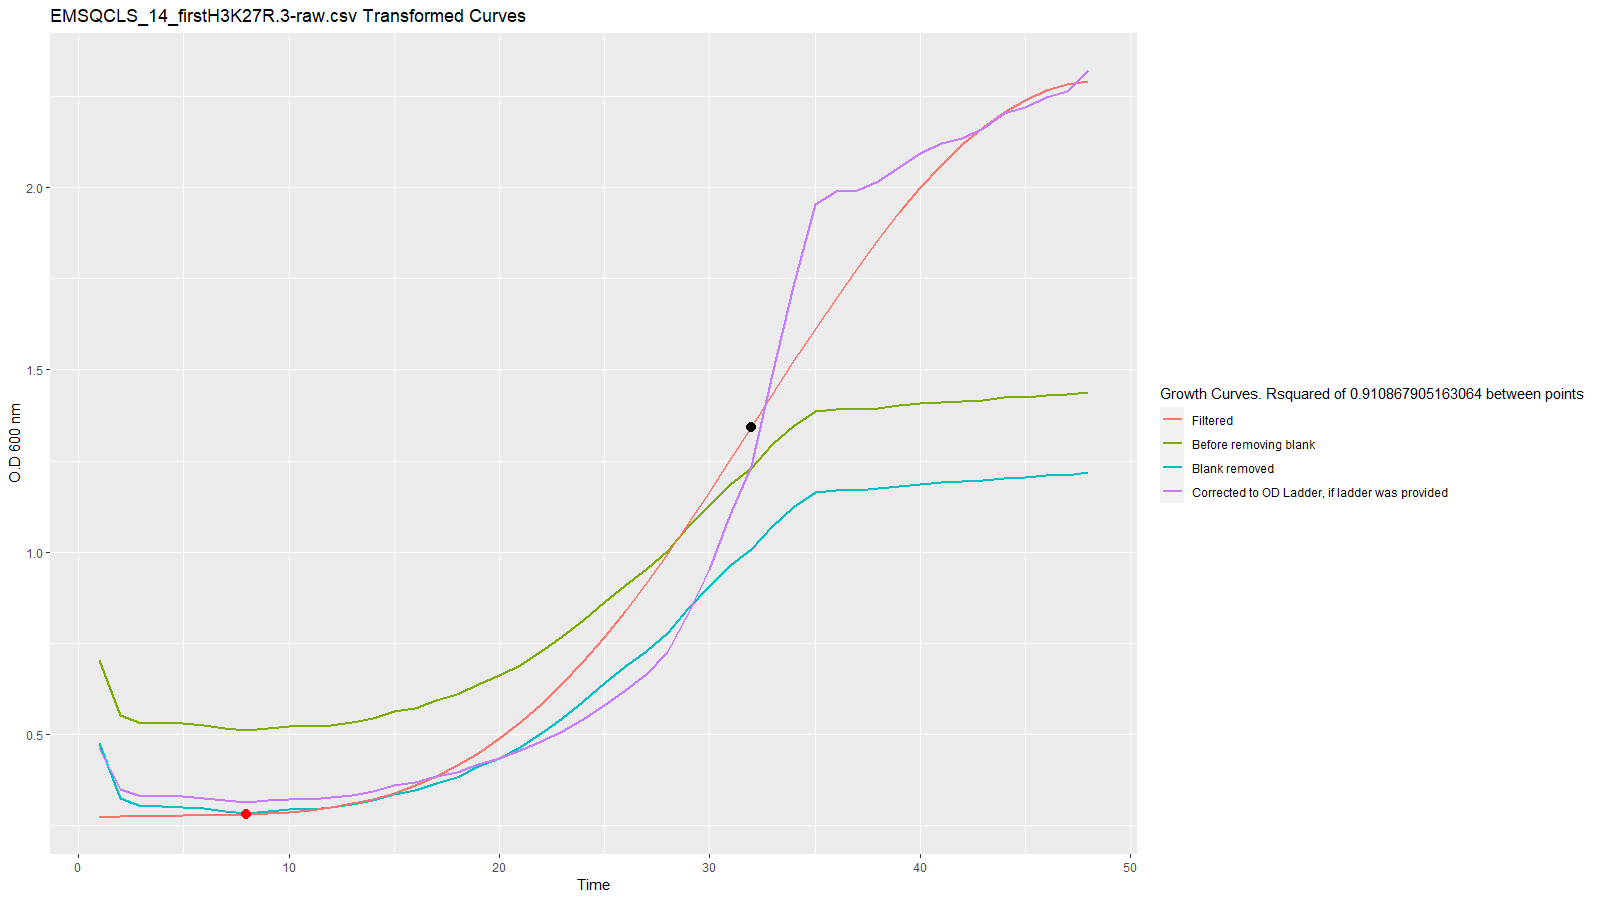 EMSQCLS_14_firstH3K27R.3-raw.csv Transformed Curves
2.0
1.5
1.0
0.5
O.D 600 nm
0 10 20 30 40 50
Time
Growth Curves. Rsquared of 0.910867905163064 between points
Filtered
Before removing blank
Blank removed
Corrected to OD Ladder, if ladder was provided